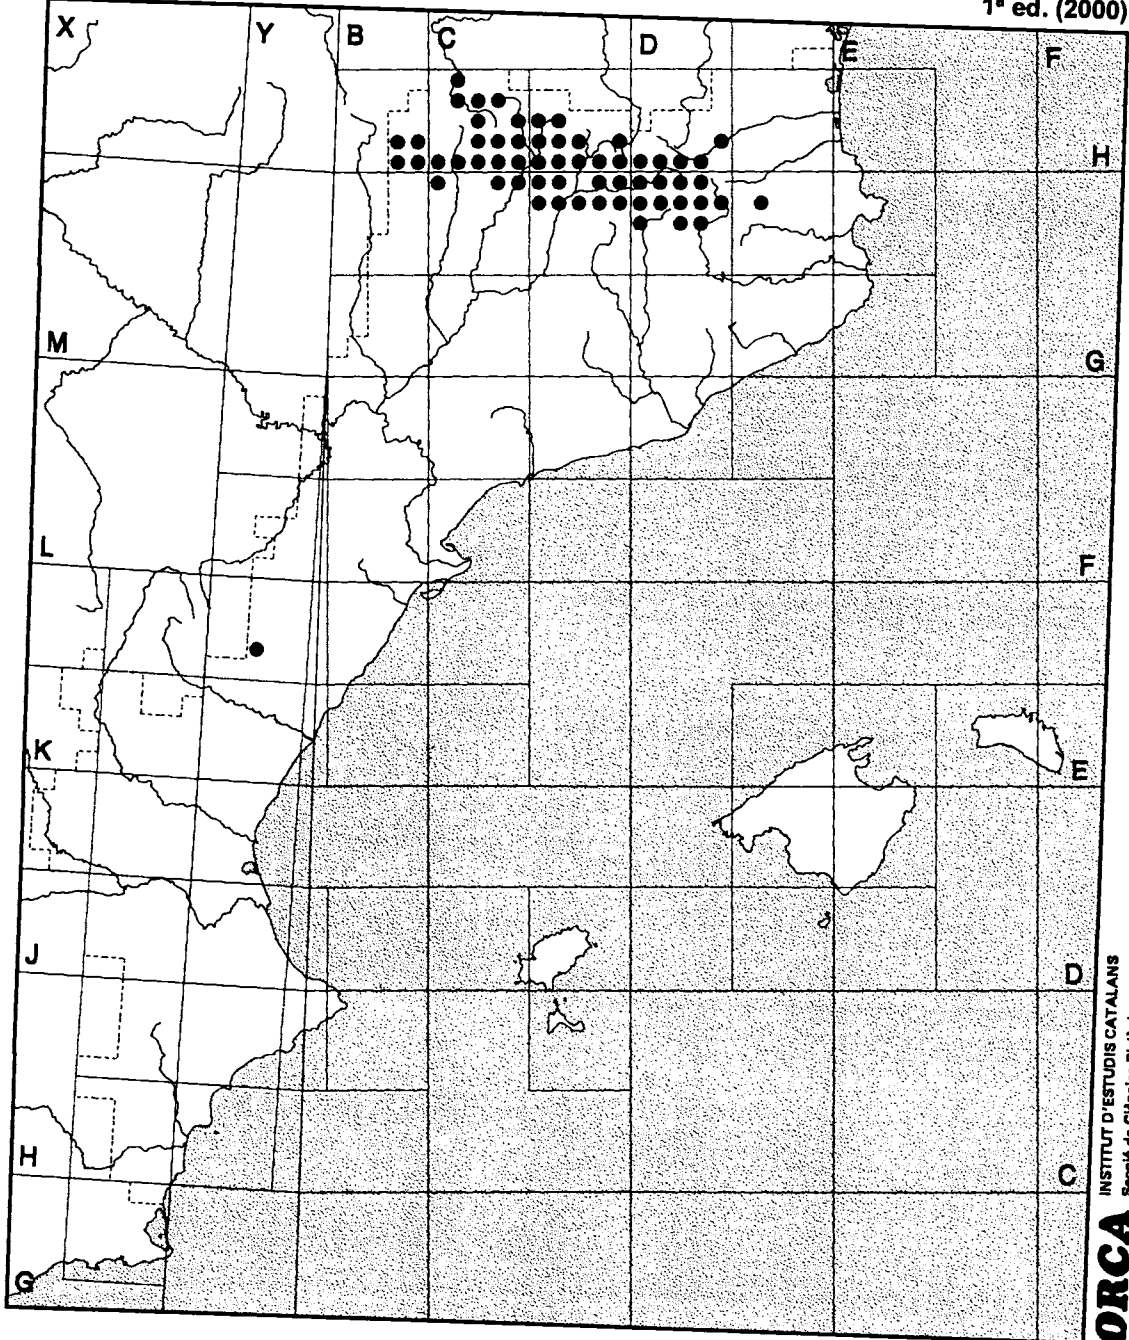 1ª ed. (2000)
X
Y
B
C
D
E
F
H
M
G
L
F
K
E
J
D
H
C
G
ORCA
INSTITUT D'ESTUDIS CATALANS